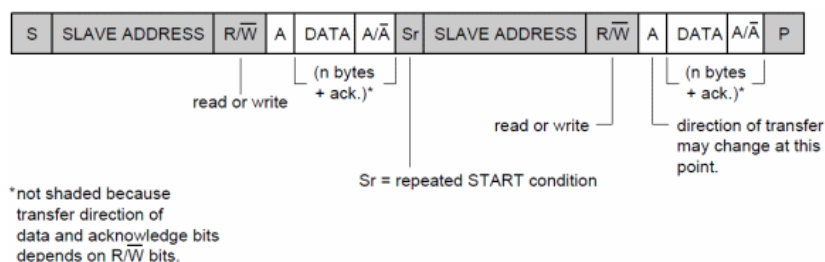 S SLAVE ADDRESS R/W̅ A DATA A/A̅ Sr SLAVE ADDRESS R/W̅ A DATA A/A̅ P
(n bytes + ack.)*
read or write
(n bytes + ack.)*
read or write
direction of transfer
may change at this
point.
Sr = repeated START condition
*not shaded because
transfer direction of
data and acknowledge bits
depends on R/W̅ bits.